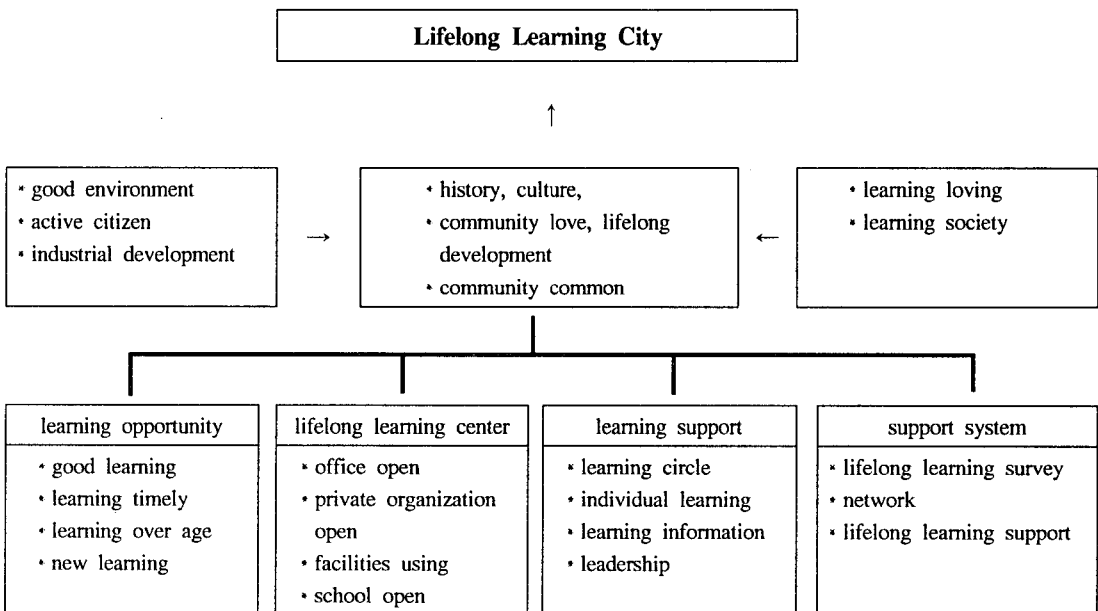 Lifelong Learning City
↑
* good environment
* active citizen
* industrial development
→
* history, culture,
* community love, lifelong
development
* community common
←
* learning loving
* learning society
learning opportunity
* good learning
* learning timely
* learning over age
* new learning
lifelong learning center
* office open
* private organization
open
* facilities using
* school open
learning support
* learning circle
* individual learning
* learning information
* leadership
support system
* lifelong learning survey
* network
* lifelong learning support